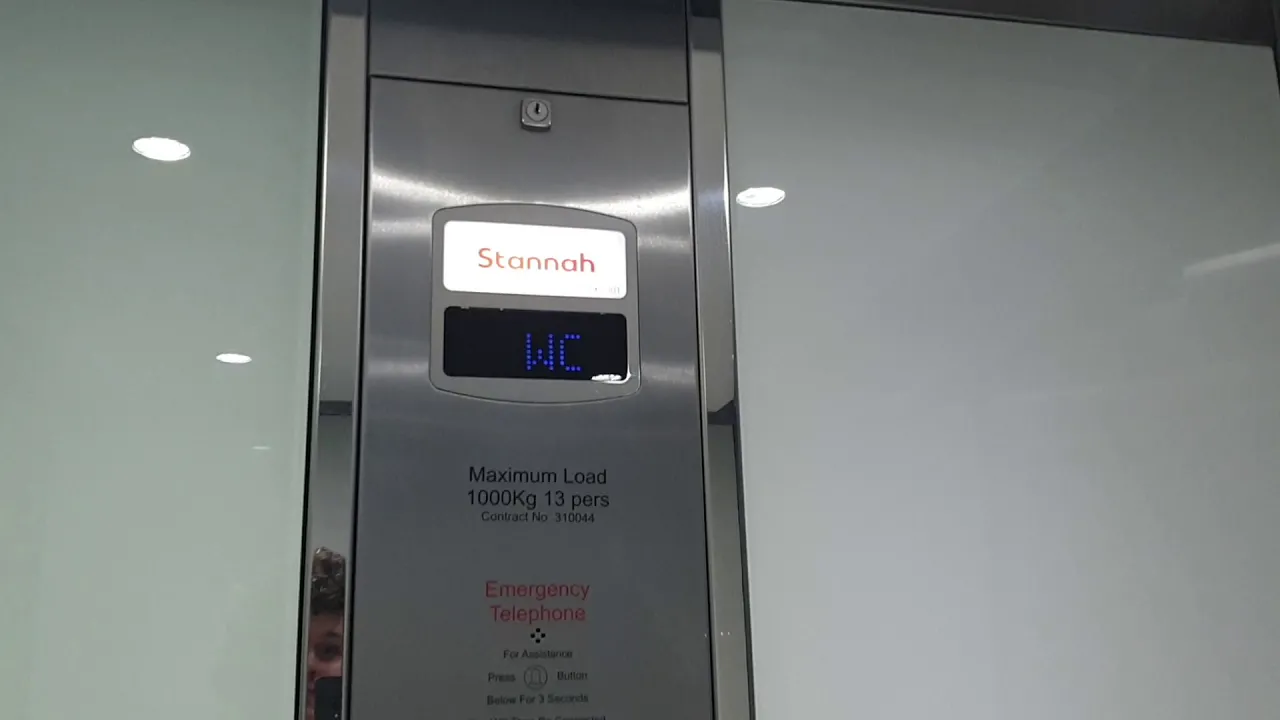 Stannah
WC
Maximum Load
1000Kg 13 pers
Contract No 310044
Emergency
Telephone
For Assistance
Press Button
Below For 3 Seconds